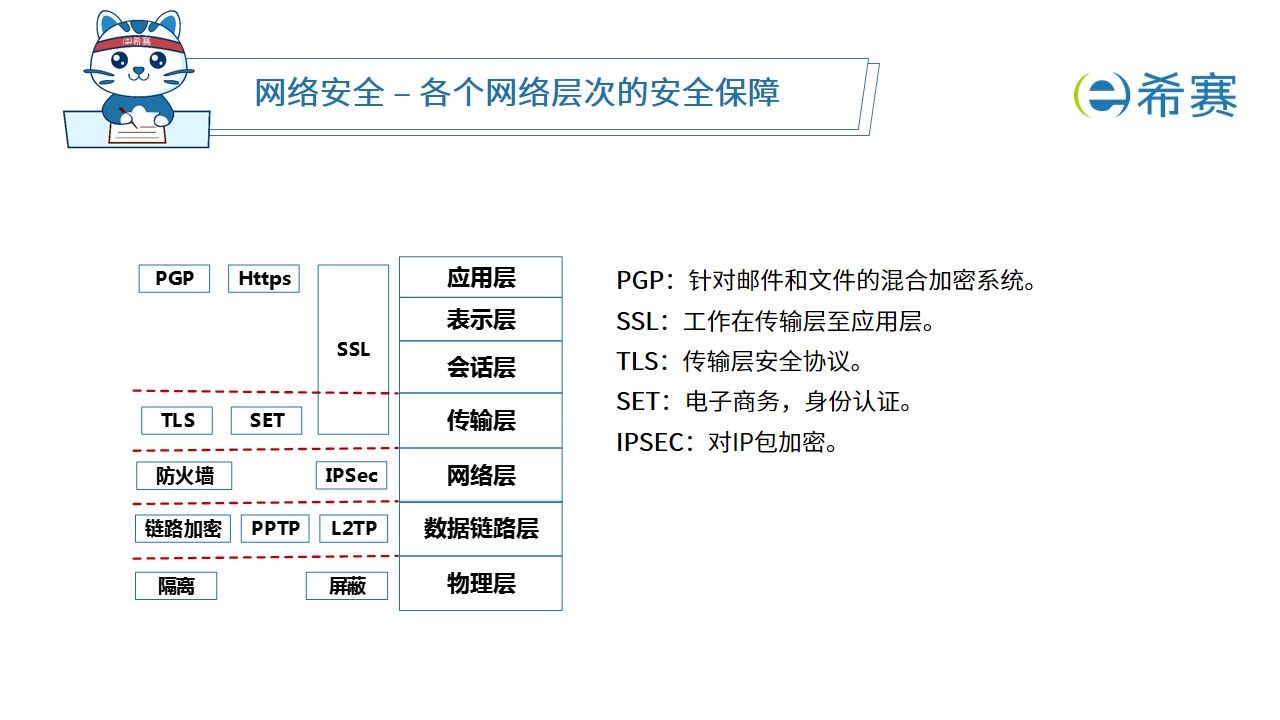 希赛
网络安全 – 各个网络层次的安全保障
希赛
PGP Https SSL 应用层
表示层
会话层
TLS SET 传输层
防火墙 IPSec 网络层
链路加密 PPTP L2TP 数据链路层
隔离 屏蔽 物理层
PGP：针对邮件和文件的混合加密系统。
SSL：工作在传输层至应用层。
TLS：传输层安全协议。
SET：电子商务，身份认证。
IPSEC：对IP包加密。